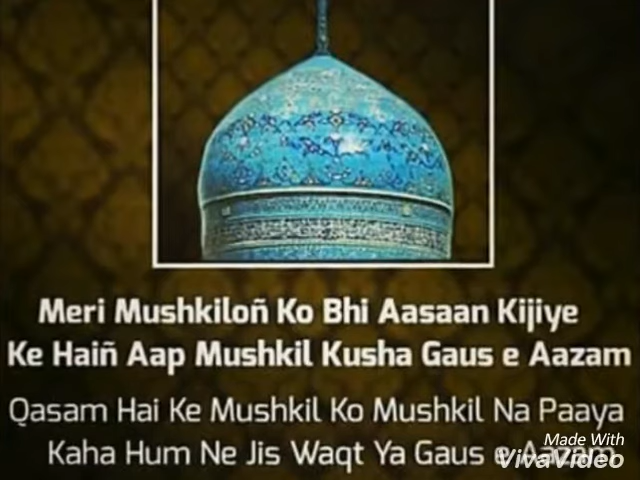 Meri Mushkiloñ Ko Bhi Aasaan Kijiye
Ke Haiñ Aap Mushkil Kusha Gaus e Aazam
Qasam Hai Ke Mushkil Ko Mushkil Na Paaya
Kaha Hum Ne Jis Waqt Ya Gaus e Aazam
Made With
VivaVideo